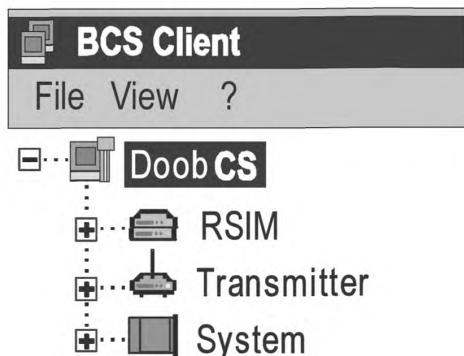 BCS Client
File View ?
Doob CS
RSIM
Transmitter
System